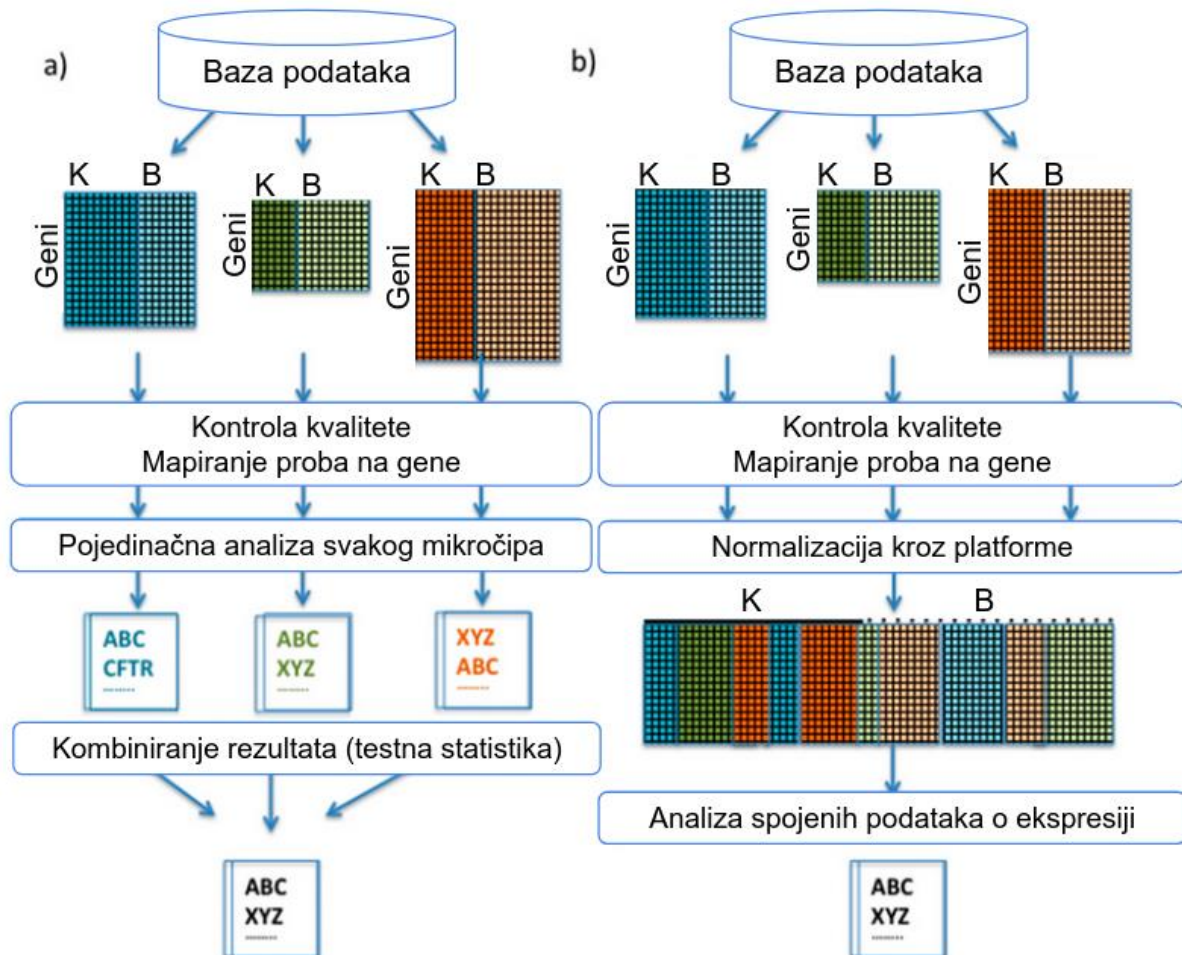 a)
Baza podataka
K B
K B
K B
Geni
Geni
Geni
Kontrola kvalitete
Mapiranje proba na gene
Pojedinačna analiza svakog mikročipa
ABC
CFTR
ABC
XYZ
XYZ
ABC
Kombiniranje rezultata (testna statistika)
ABC
XYZ
b)
Baza podataka
K B
K B
K B
Geni
Geni
Geni
Kontrola kvalitete
Mapiranje proba na gene
Normalizacija kroz platforme
K B
Analiza spojenih podataka o ekspresiji
ABC
XYZ